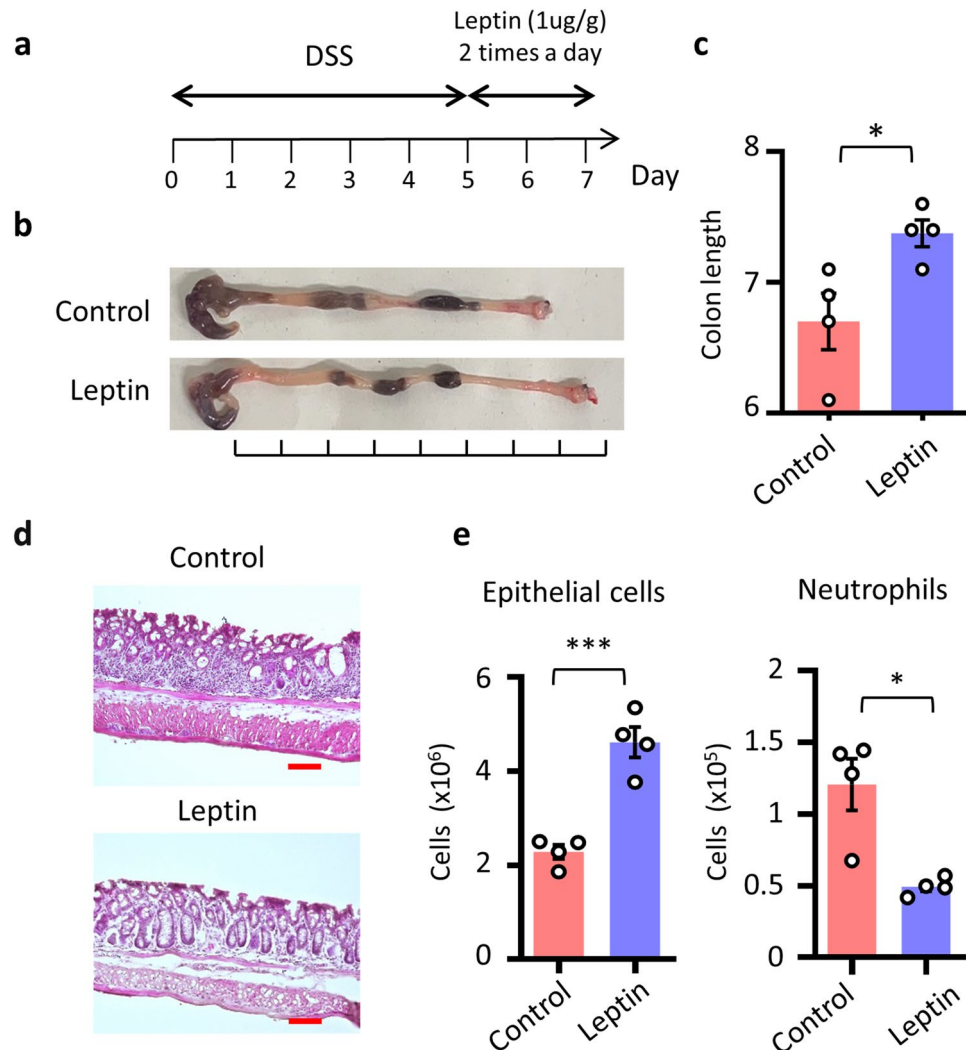 a
DSS
Leptin (1ug/g)
2 times a day
0 1 2 3 4 5 6 7 Day
b
Control
Leptin
c
8
7
6
Colon length
*
Control
Leptin
d
Control
Leptin
e
Epithelial cells
***
6
4
2
0
Cells (x10⁶)
Control
Leptin
Neutrophils
*
2
1.5
1
0.5
0
Cells (x10⁵)
Control
Leptin